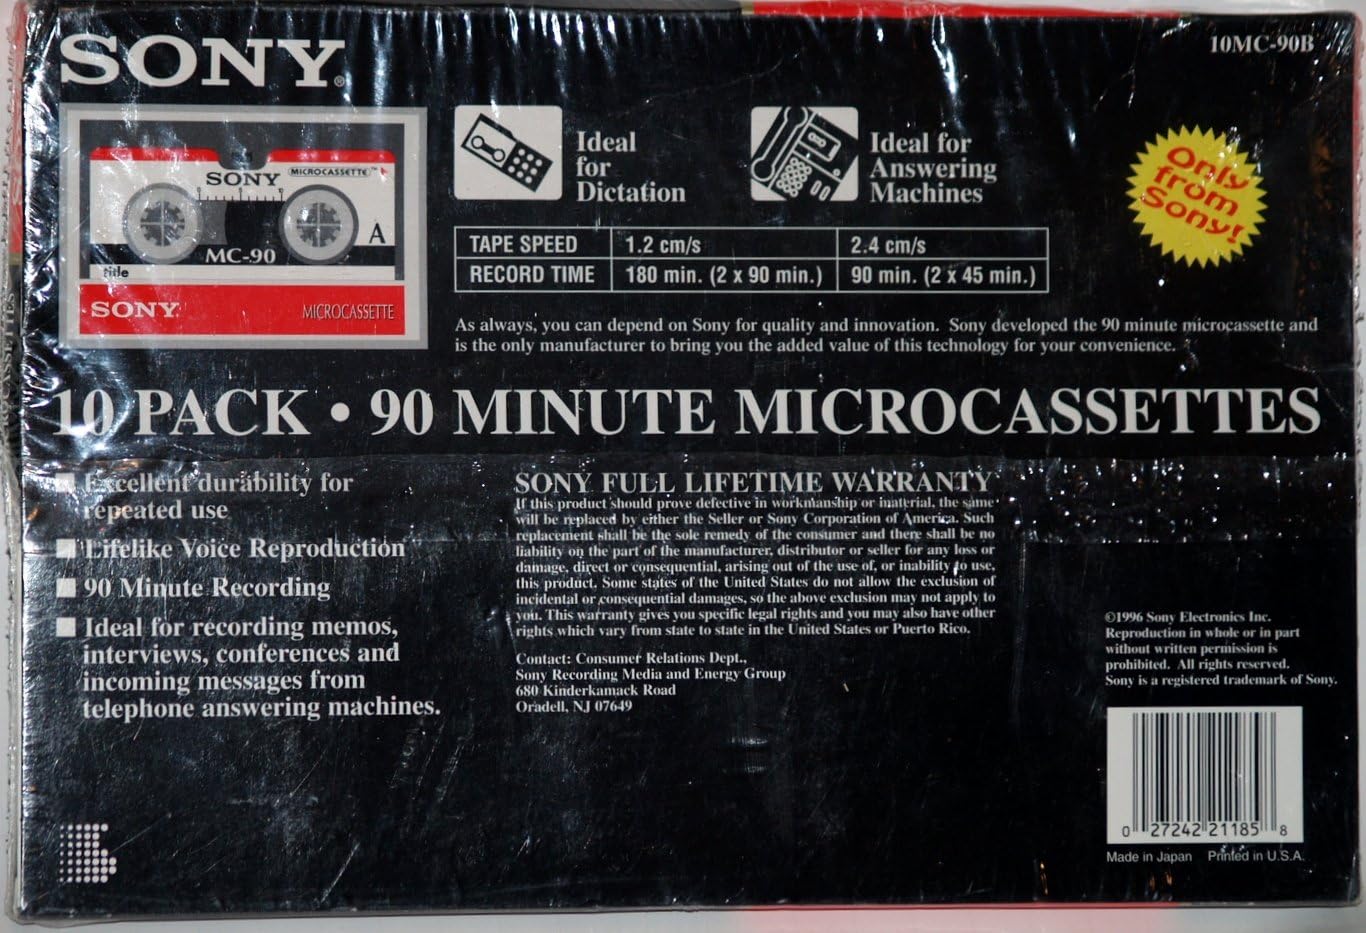 SONY®
10MC-90B
SONY
MICROCASSETTE™
A
MC-90
title
SONY.
MICROCASSETTE
Ideal
for
Dictation
Ideal for
Answering
Machines
Only
from
Sony!
TAPE SPEED 1.2 cm/s 2.4 cm/s
RECORD TIME 180 min. (2 x 90 min.) 90 min. (2 x 45 min.)
As always, you can depend on Sony for quality and innovation. Sony developed the 90 minute microcassette and
is the only manufacturer to bring you the added value of this technology for your convenience.
10 PACK • 90 MINUTE MICROCASSETTES
Excellent durability for
repeated use
Lifelike Voice Reproduction
90 Minute Recording
Ideal for recording memos,
interviews, conferences and
incoming messages from
telephone answering machines.
SONY FULL LIFETIME WARRANTY
If this product should prove defective in workmanship or material, the same
will be replaced by either the Seller or Sony Corporation of America. Such
replacement shall be the sole remedy of the consumer and there shall be no
liability on the part of the manufacturer, distributor or seller for any loss or
damage, direct or consequential, arising out of the use of, or inability to use,
this product. Some states of the United States do not allow the exclusion of
incidental or consequential damages, so the above exclusion may not apply to
you. This warranty gives you specific legal rights and you may also have other
rights which vary from state to state in the United States or Puerto Rico.
Contact: Consumer Relations Dept.,
Sony Recording Media and Energy Group
680 Kinderkamack Road
Oradell, NJ 07649
©1996 Sony Electronics Inc.
Reproduction in whole or in part
without written permission is
prohibited. All rights reserved.
Sony is a registered trademark of Sony.
0 27242 21185 8
Made in Japan Printed in U.S.A.